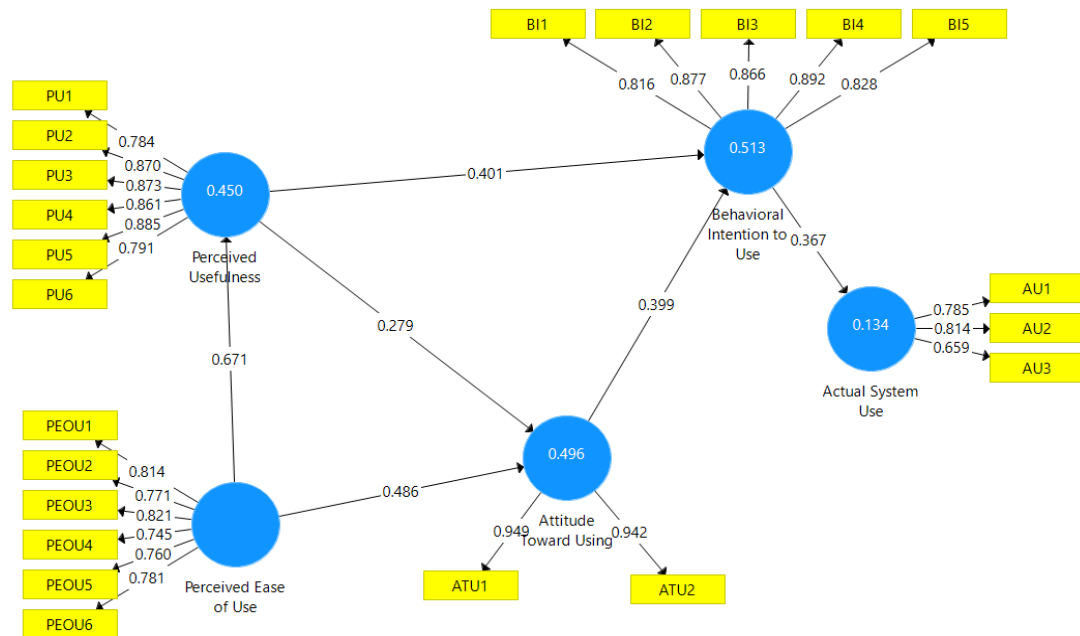 BI1
BI2
BI3
BI4
BI5
0.816
0.877
0.866
0.892
0.828
PU1
PU2
PU3
PU4
PU5
PU6
0.784
0.870
0.873
0.861
0.885
0.791
0.450
Perceived
Usefulness
0.401
0.513
Behavioral
Intention to
Use
0.367
0.279
0.399
0.671
0.134
Actual System
Use
0.785
0.814
0.659
AU1
AU2
AU3
PEOU1
PEOU2
PEOU3
PEOU4
PEOU5
PEOU6
0.814
0.771
0.821
0.745
0.760
0.781
Perceived Ease
of Use
0.486
0.496
Attitude
Toward Using
0.949
0.942
ATU1
ATU2